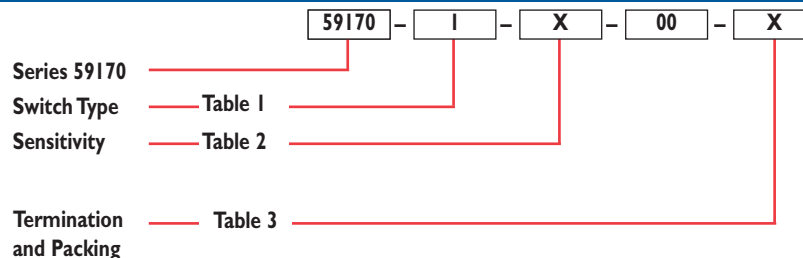 59170 – 1 – X – 00 – X
Series 59170
Switch Type Table 1
Sensitivity Table 2
Termination Table 3
and Packing